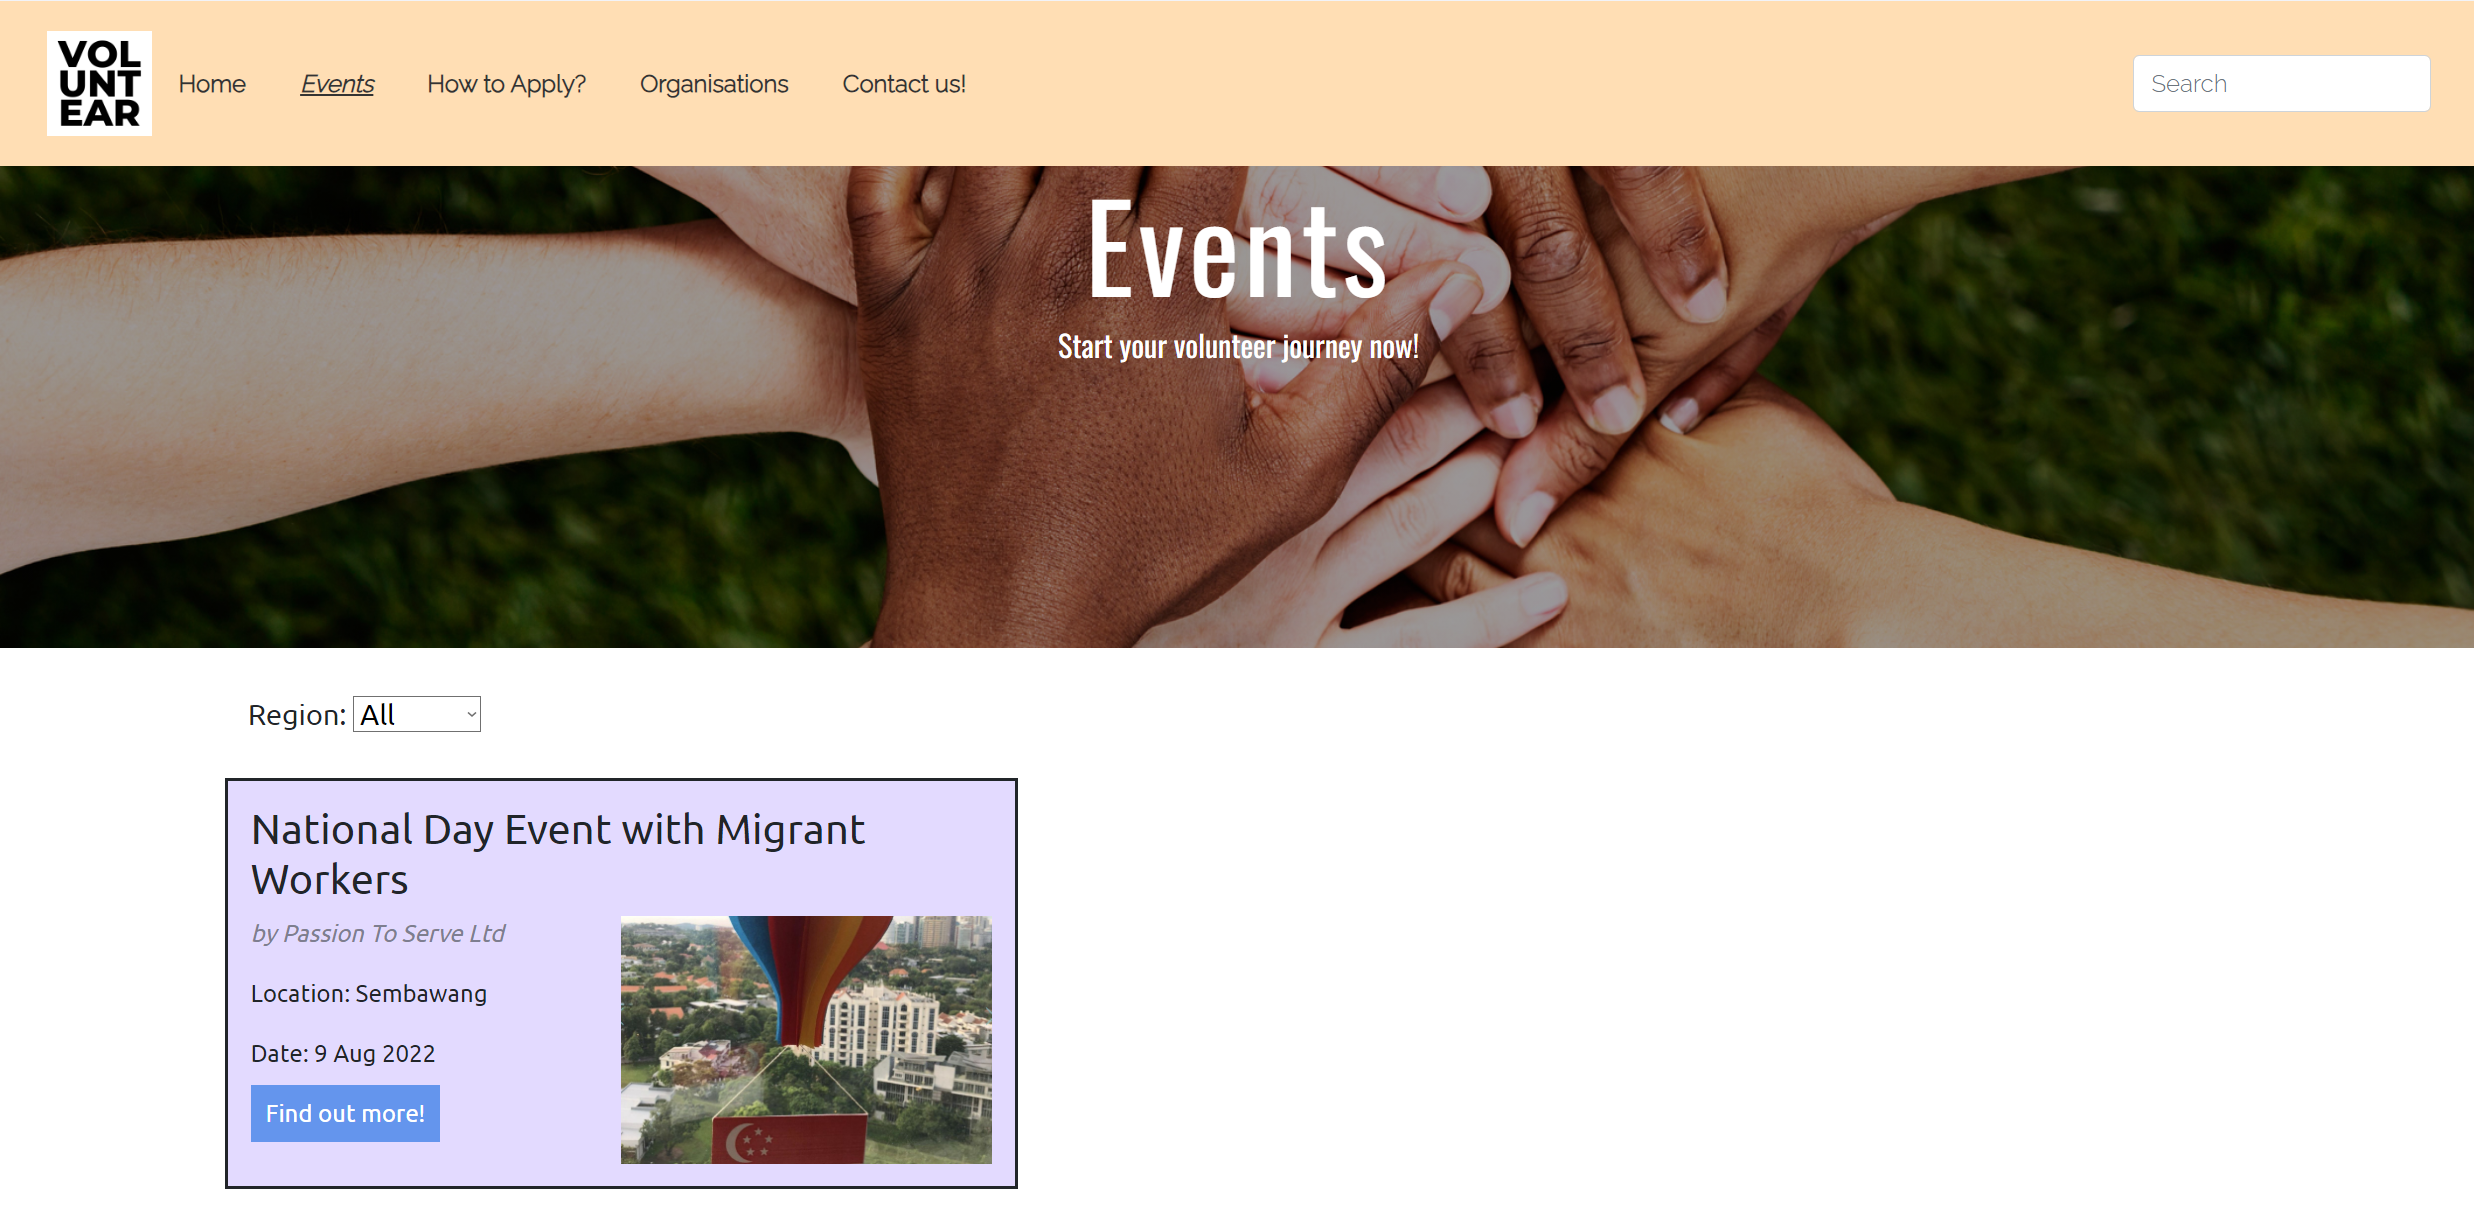 VOL
UNT
EAR
Home Events How to Apply? Organisations Contact us! Search
Events
Start your volunteer journey now!
Region: All
National Day Event with Migrant
Workers
by Passion To Serve Ltd
Location: Sembawang
Date: 9 Aug 2022
Find out more!